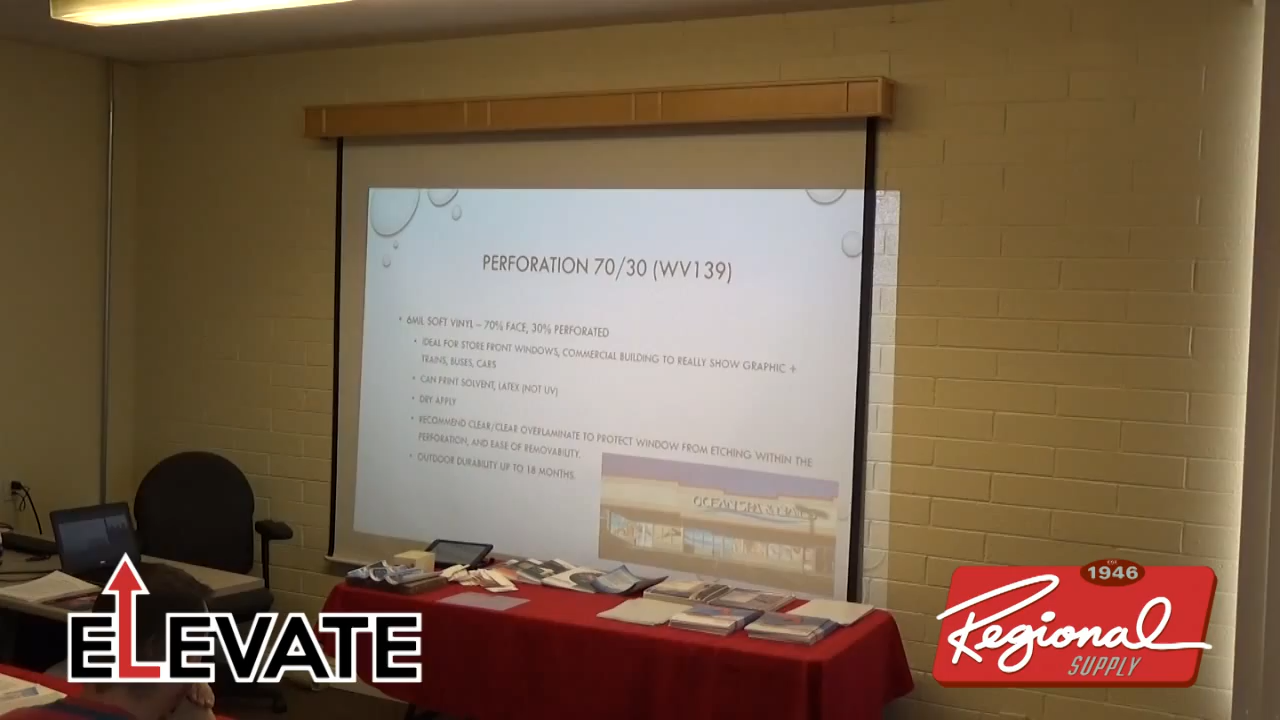 PERFORATION 70/30 (WV139)
• 6MIL SOFT VINYL – 70% FACE, 30% PERFORATED
• IDEAL FOR STORE FRONT WINDOWS, COMMERCIAL BUILDING TO REALLY SHOW GRAPHIC +
TRAINS, BUSES, CARS
• CAN PRINT SOLVENT, LATEX (NOT UV)
• DRY APPLY
• RECOMMEND CLEAR/CLEAR OVERLAMINATE TO PROTECT WINDOW FROM ETCHING WITHIN THE
PERFORATION, AND EASE OF REMOVABILITY.
• OUTDOOR DURABILITY UP TO 18 MONTHS.
OCEAN
ELEVATE
EST.
1946
Regional
SUPPLY